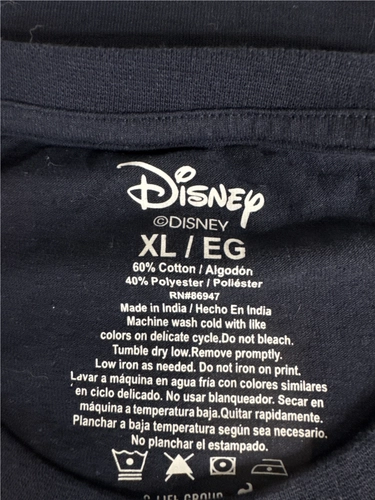 Disney
©DISNEY
XL / EG
60% Cotton / Algodón
40% Polyester / Poliéster
RN#86947
Made in India / Hecho En India
Machine wash cold with like
colors on delicate cycle.Do not bleach.
Tumble dry low.Remove promptly.
Low iron as needed. Do not iron on print.
Lavar a máquina en agua fría con colores similares
en ciclo delicado. No usar blanqueador. Secar en
máquina a temperatura baja.Quitar rapidamente.
Planchar a baja temperatura según sea necesario.
No planchar el estampado.